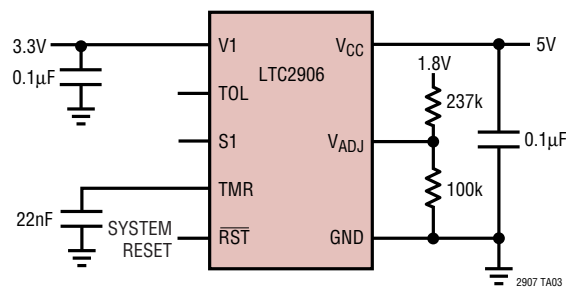 3.3V
V1
VCC
5V
LTC2906
1.8V
0.1µF
TOL
237k
S1
VADJ
0.1µF
TMR
100k
22nF
SYSTEM
RESET
RST
GND
2907 TA03